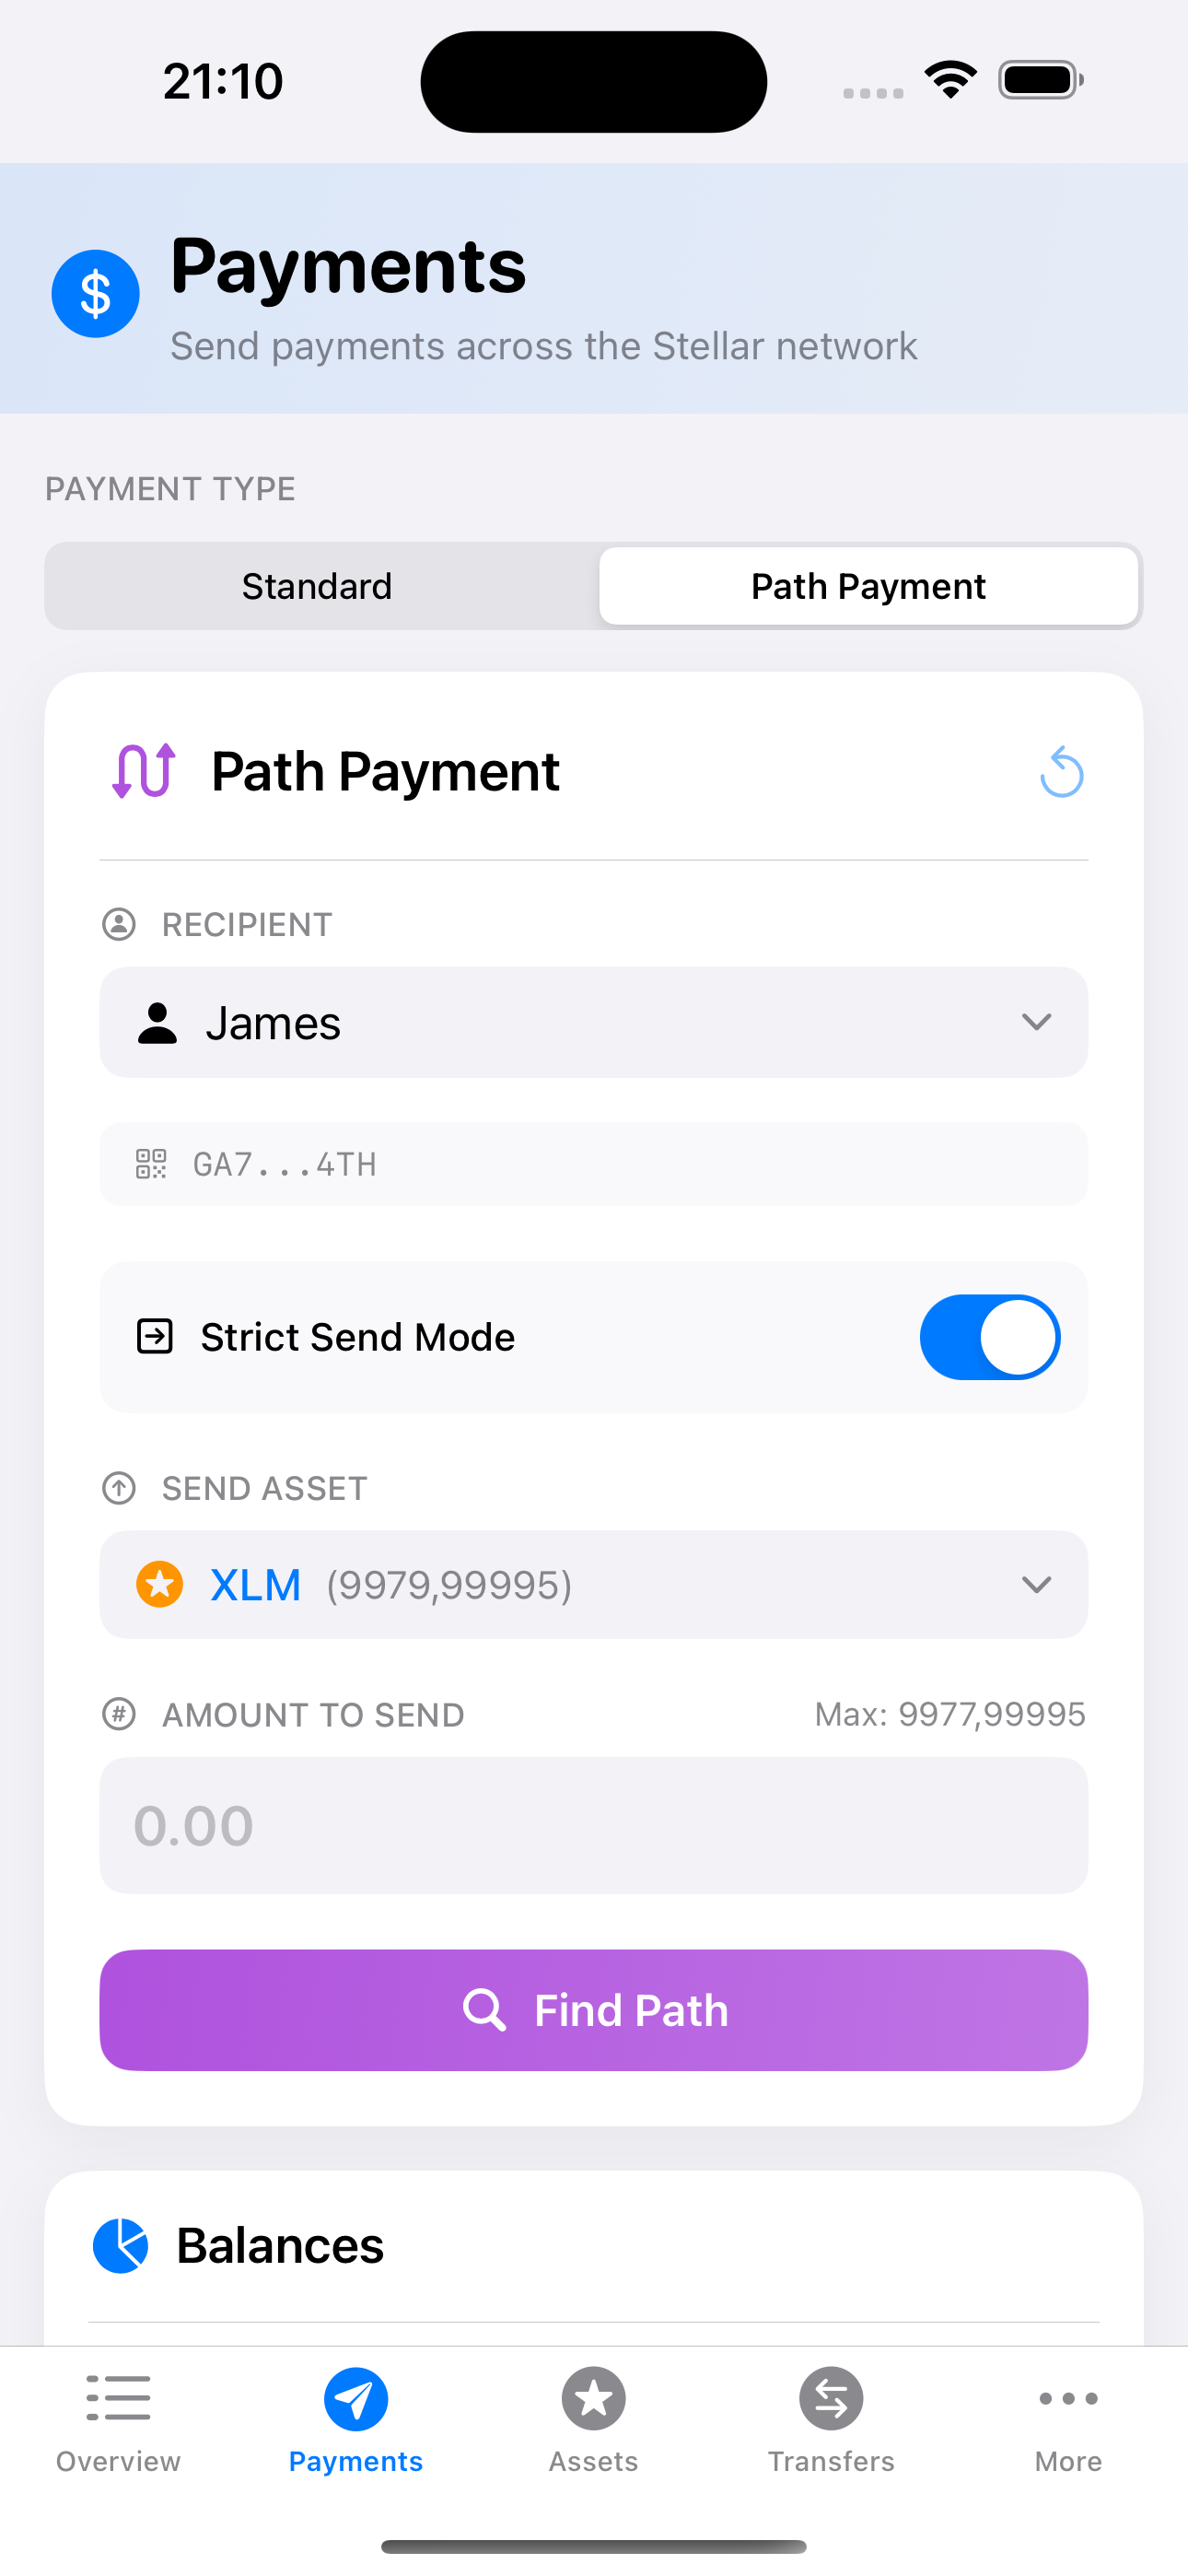 21:10
Payments
Send payments across the Stellar network
PAYMENT TYPE
Standard
Path Payment
Path Payment
RECIPIENT
James
GA7...4TH
Strict Send Mode
SEND ASSET
XLM (9979,99995)
AMOUNT TO SEND
Max: 9977,99995
0.00
Find Path
Balances
Overview
Payments
Assets
Transfers
More